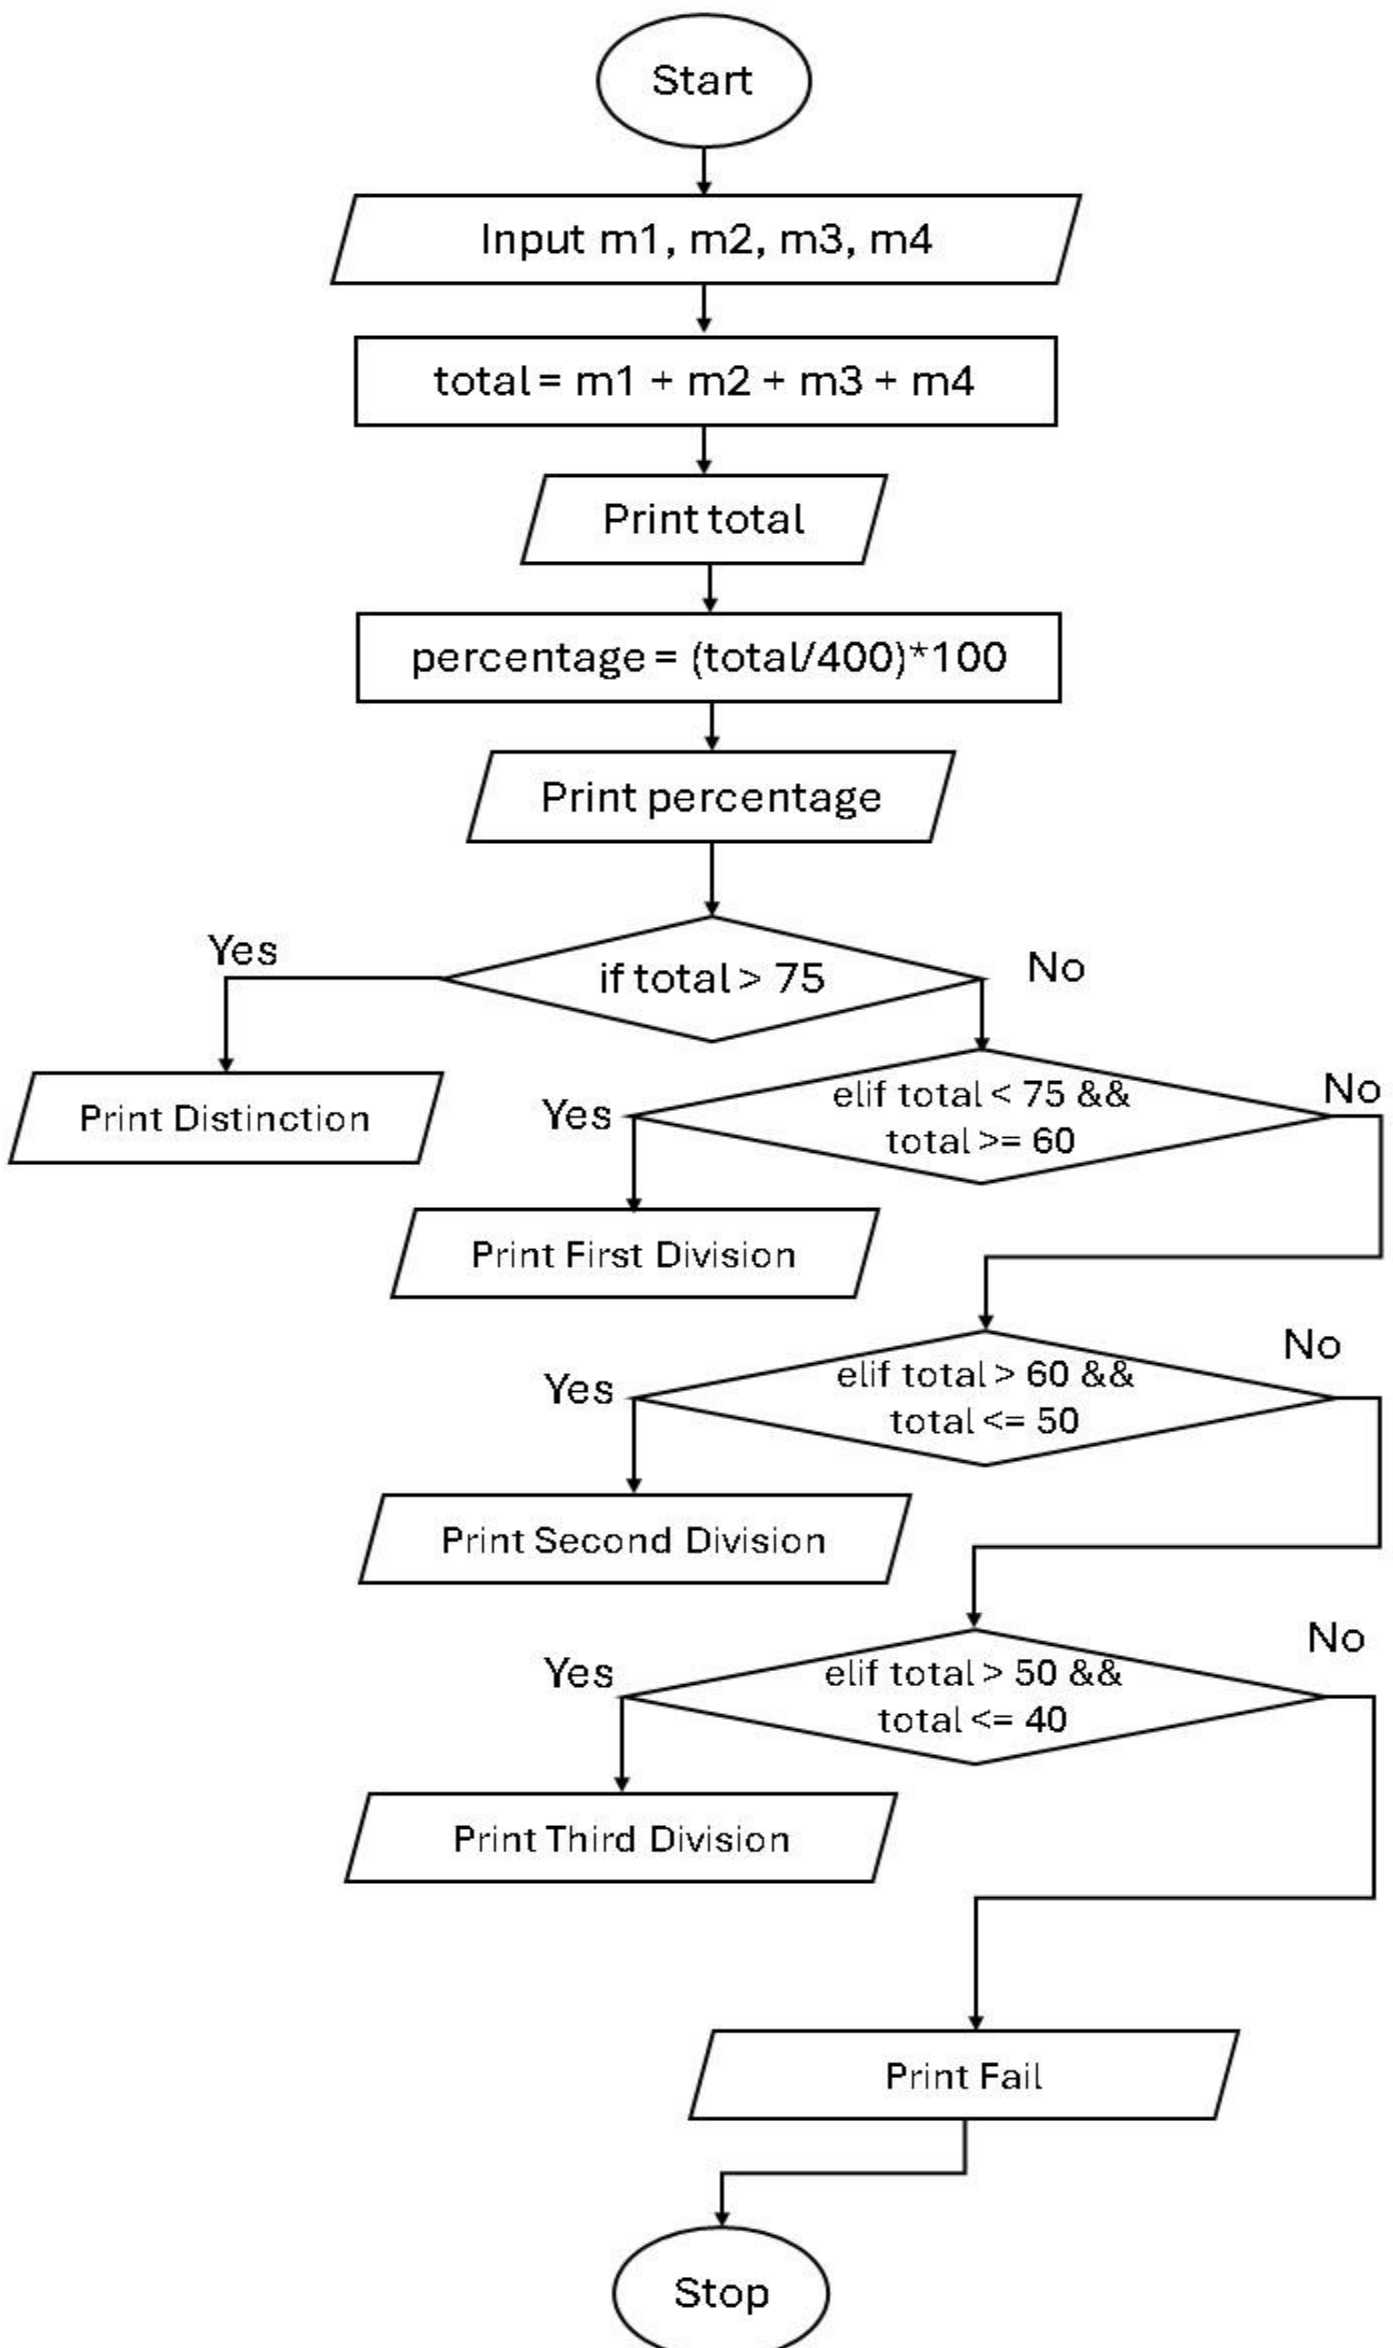 Start
Input m1, m2, m3, m4
total = m1 + m2 + m3 + m4
Print total
percentage = (total/400)*100
Print percentage
Yes
if total > 75
No
Print Distinction
Yes
elif total < 75 &&
total >= 60
No
Print First Division
Yes
elif total > 60 &&
total <= 50
No
Print Second Division
Yes
elif total > 50 &&
total <= 40
No
Print Third Division
Print Fail
Stop